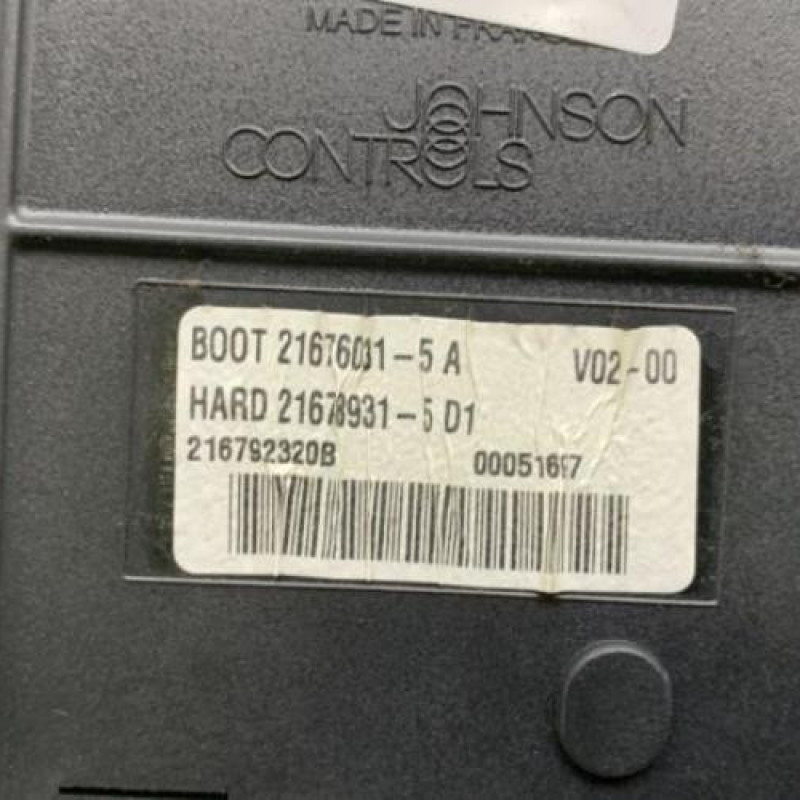 MADE IN FRANCE
JOHNSON
CONTROLS
BOOT 21676031-5 A V02-00
HARD 21678931-5 D1
216792320B